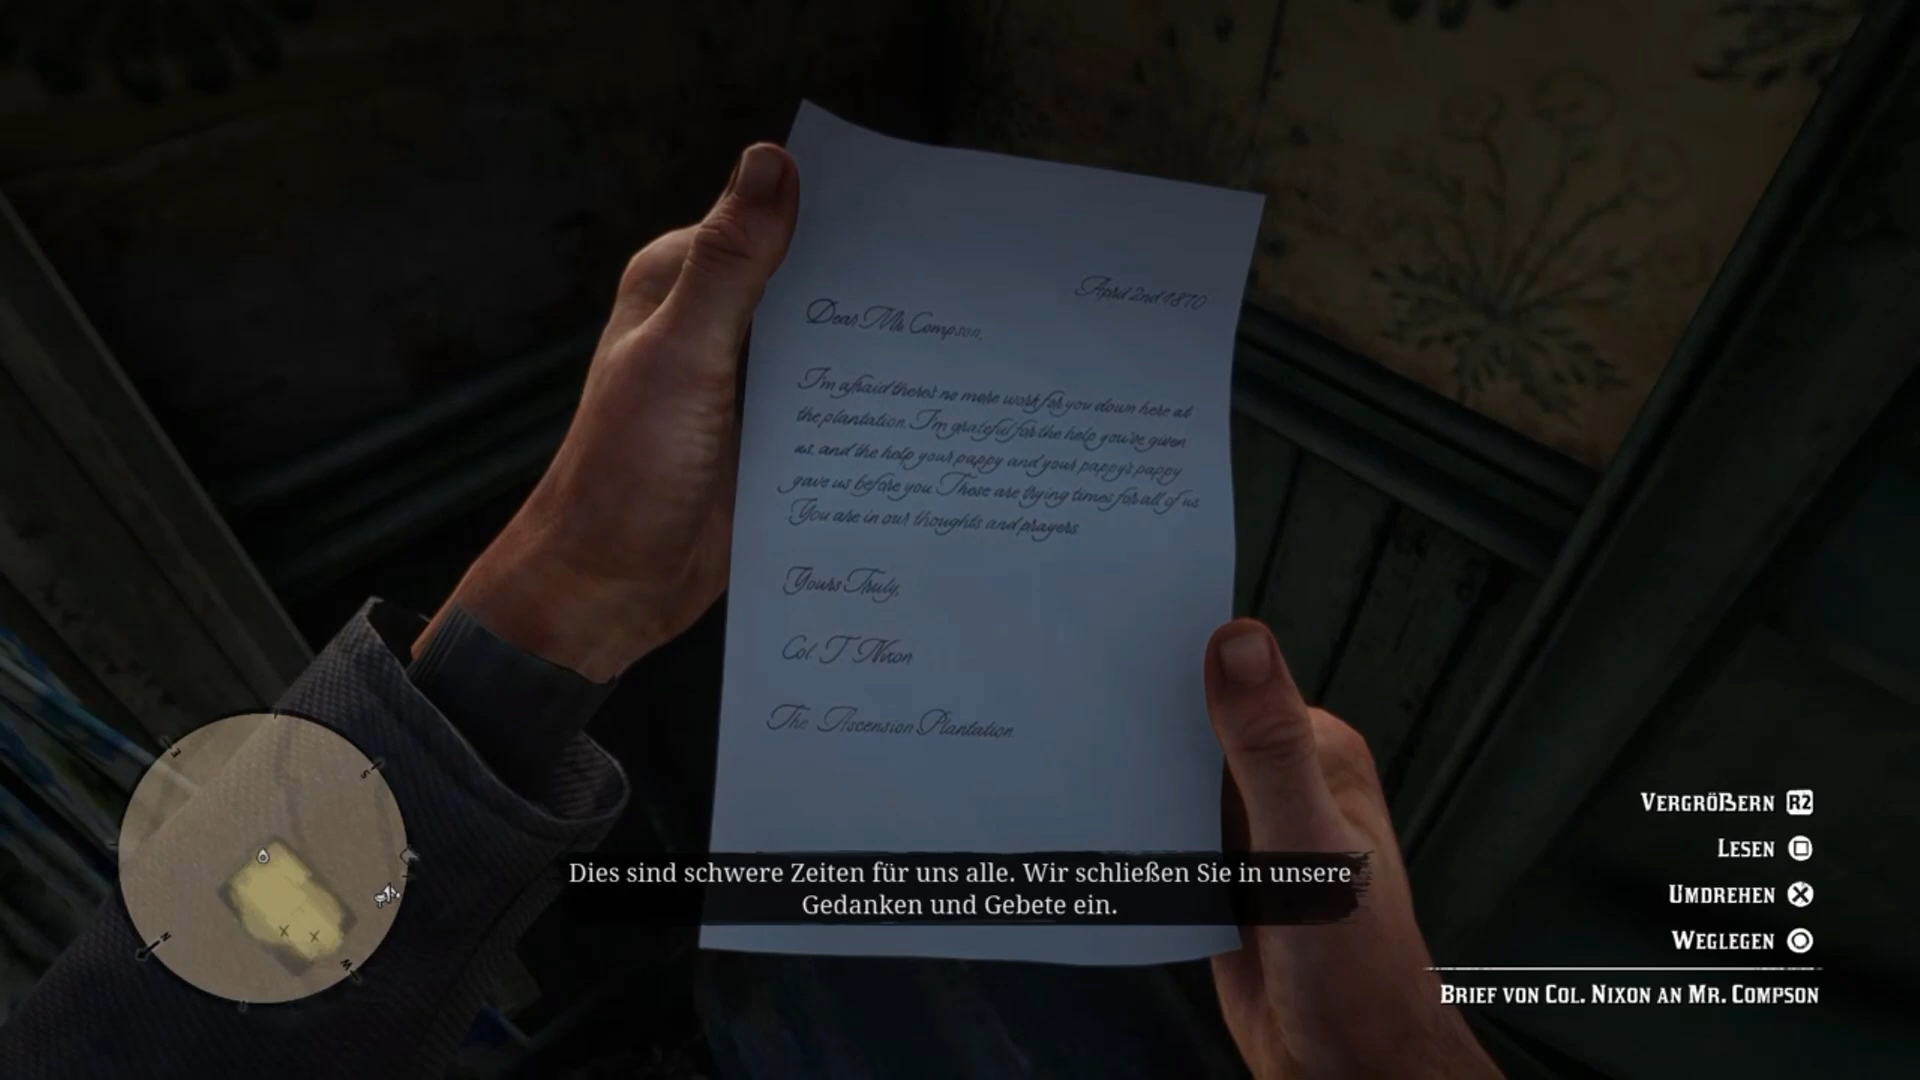 April 2nd 1870
Dear Mr. Compson,
I'm afraid there's no more work for you down here at
the plantation. I'm grateful for the help you've given
us, and the help your pappy and your pappy's pappy
gave us before you. These are trying times for all of us.
You are in our thoughts and prayers.
Yours Truly,
Col. T. Nixon
The Ascension Plantation.
Dies sind schwere Zeiten für uns alle. Wir schließen Sie in unsere
Gedanken und Gebete ein.
E
S
N
W
Vergrößern R2
Lesen
Umdrehen
Weglegen
Brief von Col. Nixon an Mr. Compson